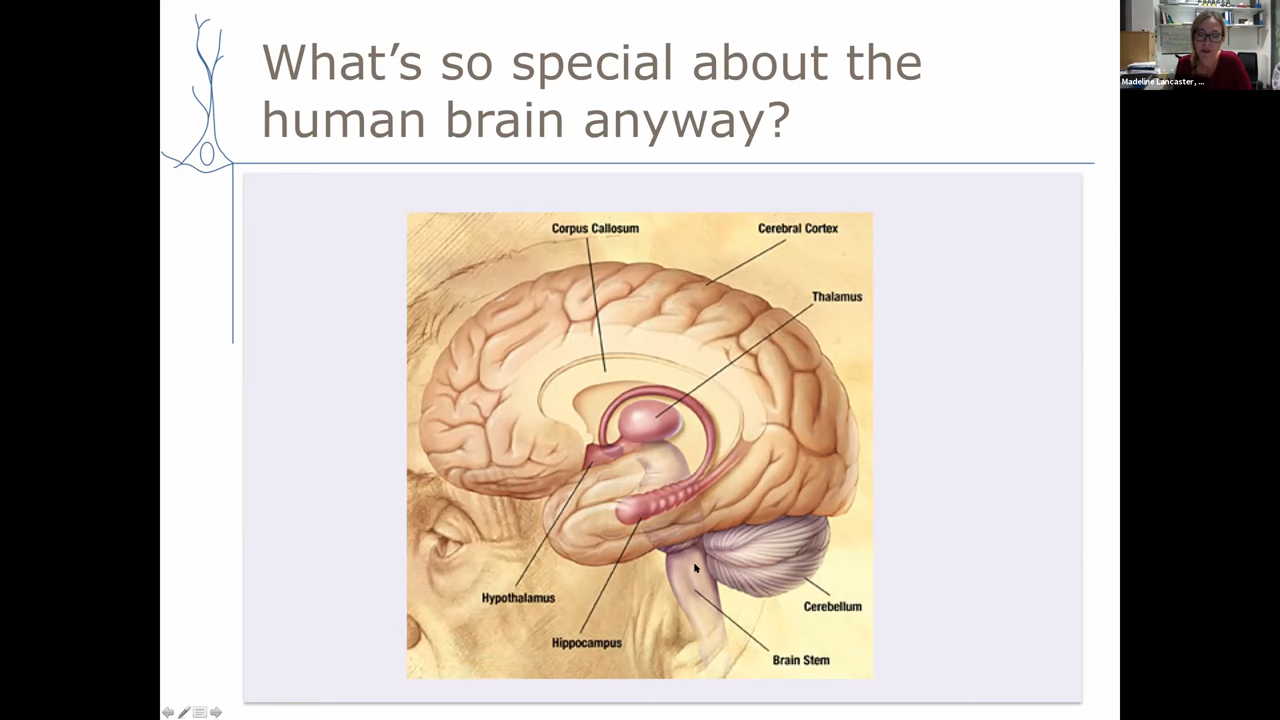 What's so special about the
human brain anyway?
Madeline Lancaster, ...
Corpus Callosum
Cerebral Cortex
Thalamus
Hypothalamus
Cerebellum
Hippocampus
Brain Stem